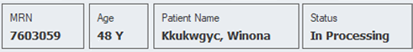 MRN
7603059
Age
48 Y
Patient Name
Kkukwgyc, Winona
Status
In Processing